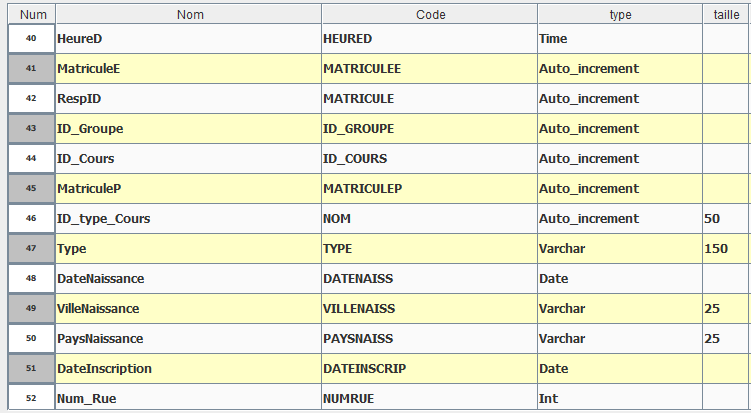 Num Nom Code type taille
40 HeureD HEURED Time
41 MatriculeE MATRICULEE Auto_increment
42 RespID MATRICULE Auto_increment
43 ID_Groupe ID_GROUPE Auto_increment
44 ID_Cours ID_COURS Auto_increment
45 MatriculeP MATRICULEP Auto_increment
46 ID_type_Cours NOM Auto_increment 50
47 Type TYPE Varchar 150
48 DateNaissance DATENAISS Date
49 VilleNaissance VILLENAISS Varchar 25
50 PaysNaissance PAYSNAISS Varchar 25
51 DateInscription DATEINSCRIP Date
52 Num_Rue NUMRUE Int